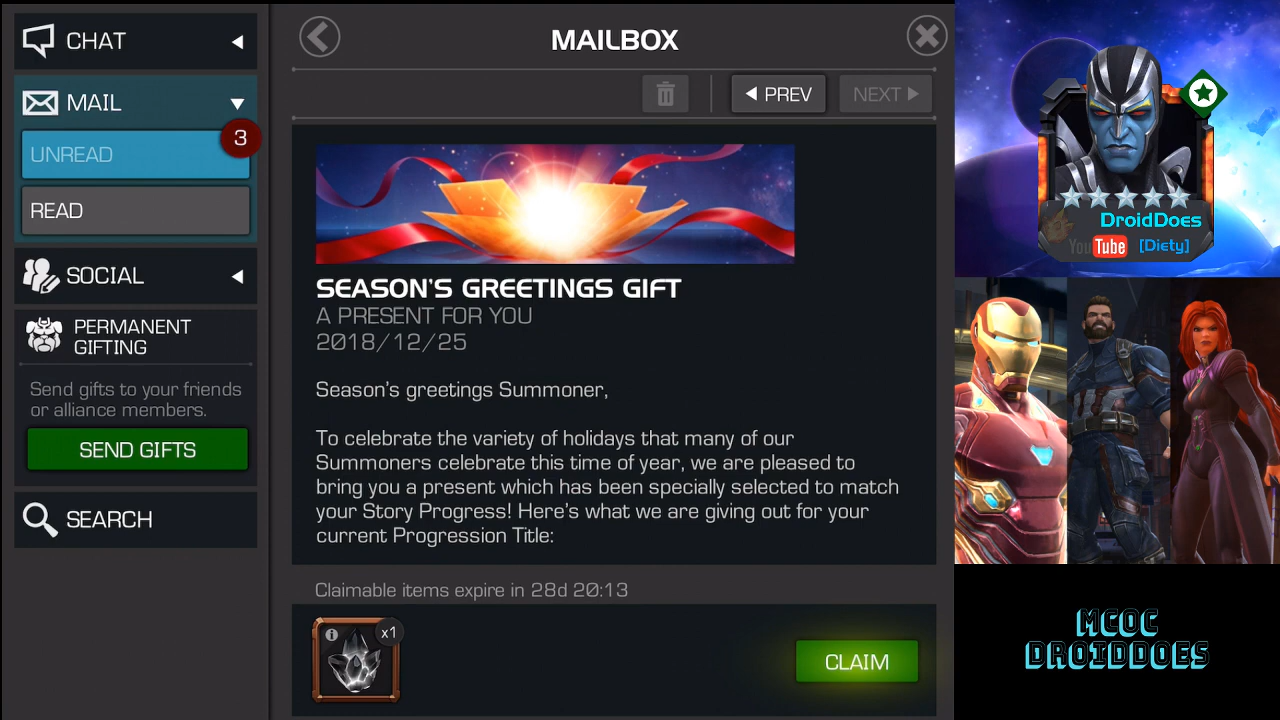 CHAT
MAIL
3
UNREAD
READ
SOCIAL
PERMANENT
GIFTING
Send gifts to your friends
or alliance members.
SEND GIFTS
SEARCH
MAILBOX
PREV
NEXT
SEASON'S GREETINGS GIFT
A PRESENT FOR YOU
2018/12/25
Season's greetings Summoner,
To celebrate the variety of holidays that many of our
Summoners celebrate this time of year, we are pleased to
bring you a present which has been specially selected to match
your Story Progress! Here's what we are giving out for your
current Progression Title:
Claimable items expire in 28d 20:13
i
x1
CLAIM
DroidDoes
YouTube [Diety]
MCOC
DROIDDOES